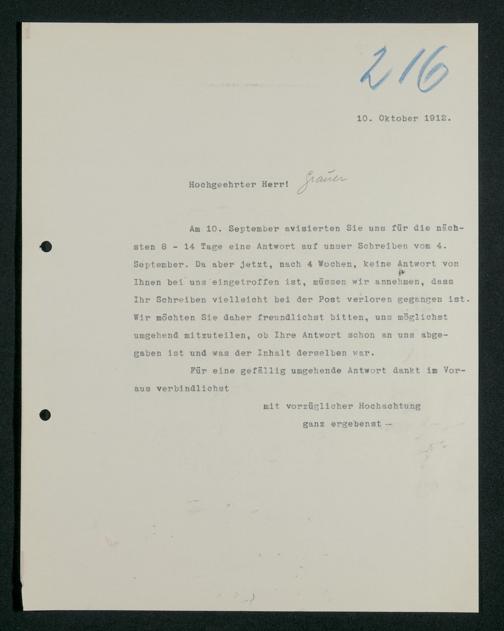 216
10. Oktober 1912.
Hochgeehrter Herr! Gräuer
Am 10. September avisierten Sie uns für die näch-
sten 8 - 14 Tage eine Antwort auf unser Schreiben vom 4.
September. Da aber jetzt, nach 4 Wochen, keine Antwort von
Ihnen bei uns eingetroffen ist, müssen wir annehmen, dass
Ihr Schreiben vielleicht bei der Post verloren gegangen ist.
Wir möchten Sie daher freundlichst bitten, uns möglichst
umgehend mitzuteilen, ob Ihre Antwort schon an uns abge-
gaben ist und was der Inhalt derselben war.
Für eine gefällig umgehende Antwort dankt im Vor-
aus verbindlichst
mit vorzüglicher Hochachtung
ganz ergebenst -